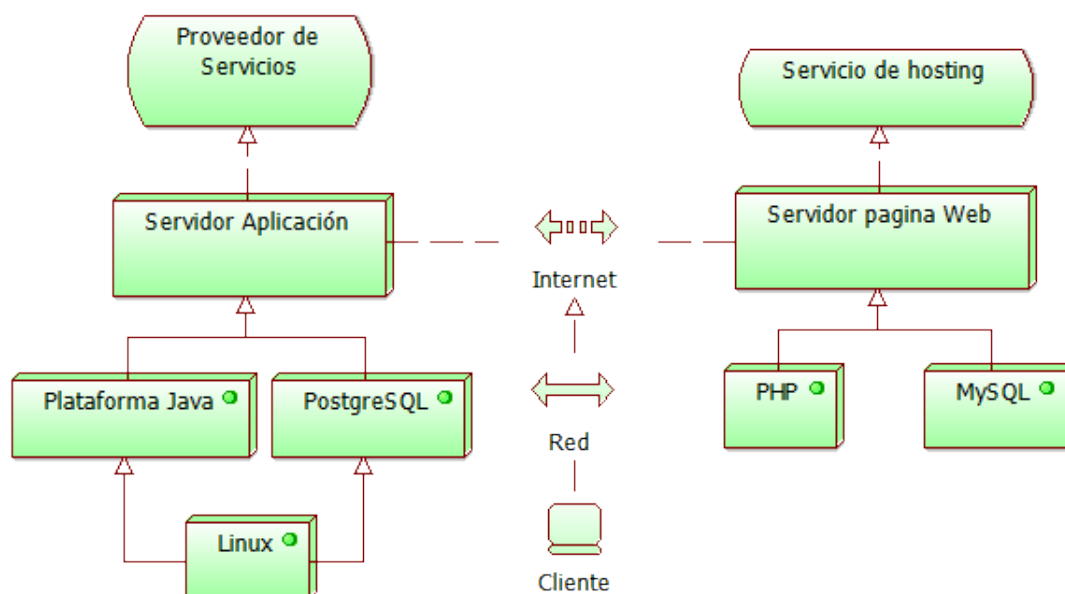 Proveedor de
Servicios
Servicio de hosting
Servidor Aplicación
Servidor pagina Web
Internet
Plataforma Java
PostgreSQL
PHP
MySQL
Red
Linux
Cliente